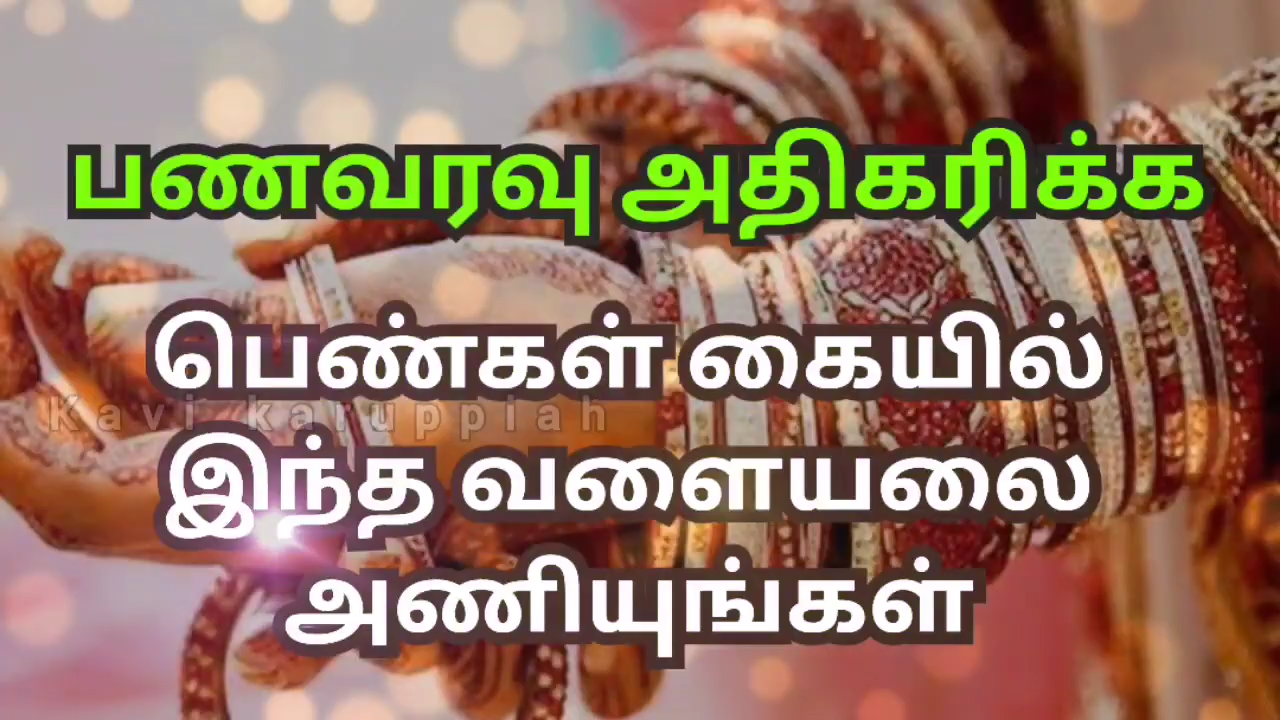 பணவரவு அதிகரிக்க
பெண்கள் கையில்
Kavi karuppiah
இந்த வளையலை
அணியுங்கள்